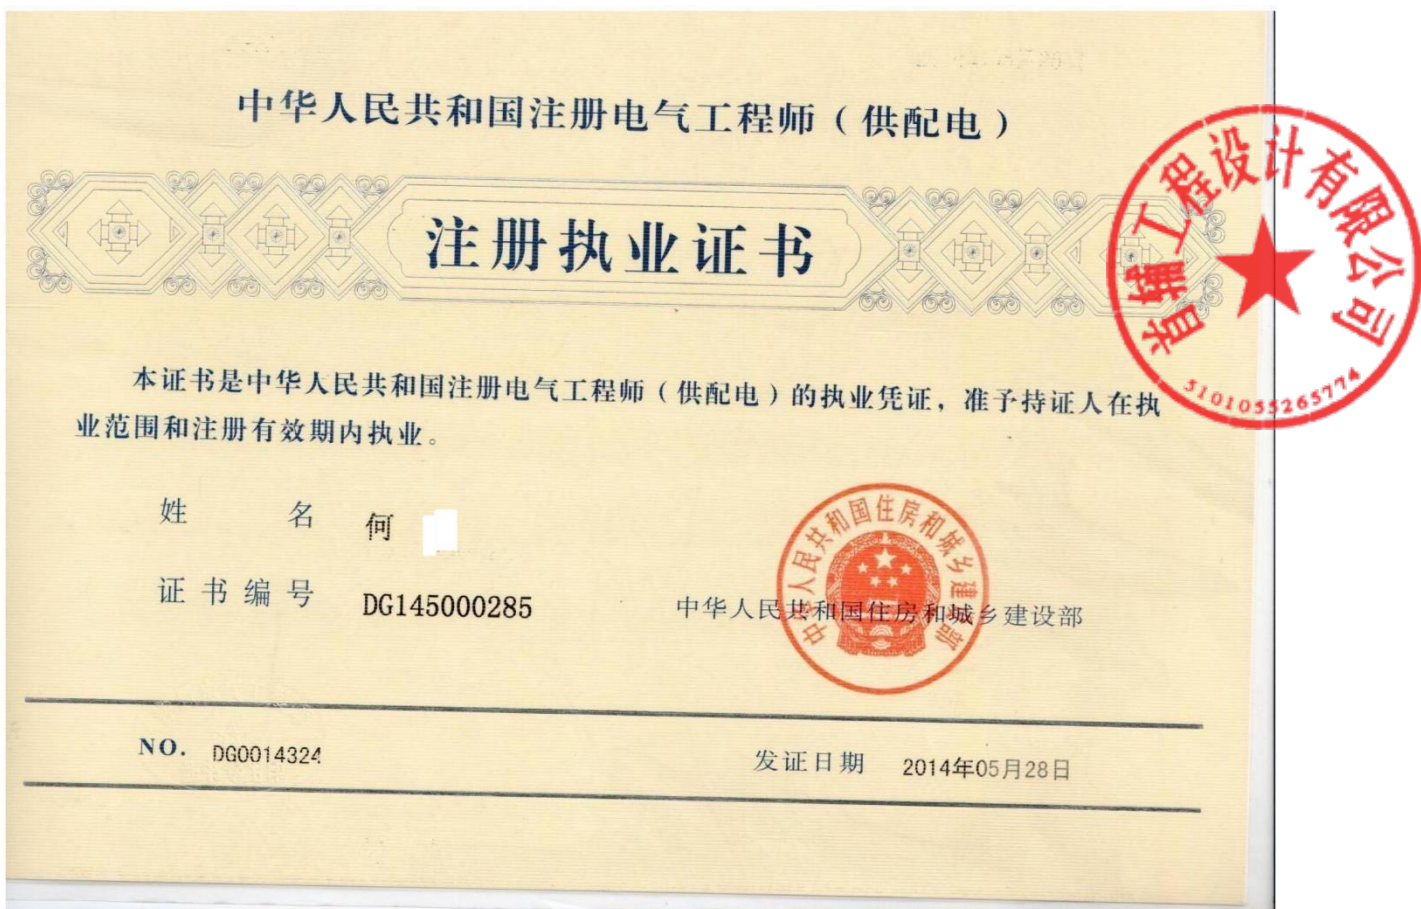 中华人民共和国注册电气工程师（供配电）
注册执业证书
本证书是中华人民共和国注册电气工程师（供配电）的执业凭证，准予持证人在执
业范围和注册有效期内执业。
姓 名 何
证书编号 DG145000285
中华人民共和国住房和城乡建设部
中华人民共和国住房和城乡建设部
NO. DG0014324
发证日期 2014年05月28日
工程设计有限公司
5101055265774